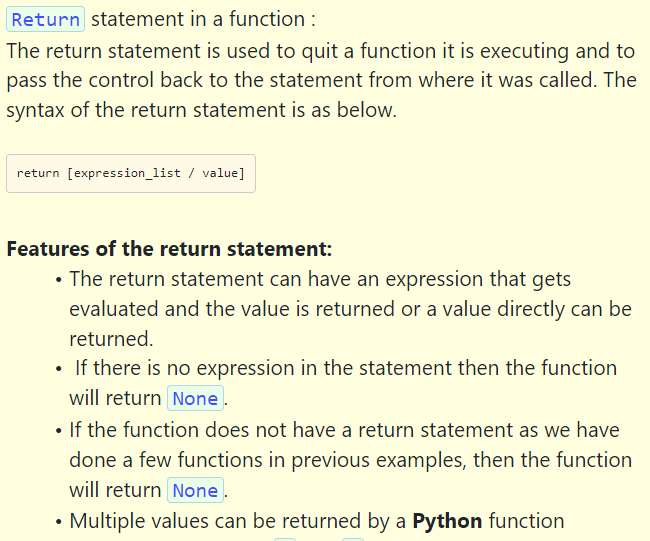 Return statement in a function :
The return statement is used to quit a function it is executing and to
pass the control back to the statement from where it was called. The
syntax of the return statement is as below.
return [expression_list / value]
Features of the return statement:
• The return statement can have an expression that gets
evaluated and the value is returned or a value directly can be
returned.
• If there is no expression in the statement then the function
will return None.
• If the function does not have a return statement as we have
done a few functions in previous examples, then the function
will return None.
• Multiple values can be returned by a Python function